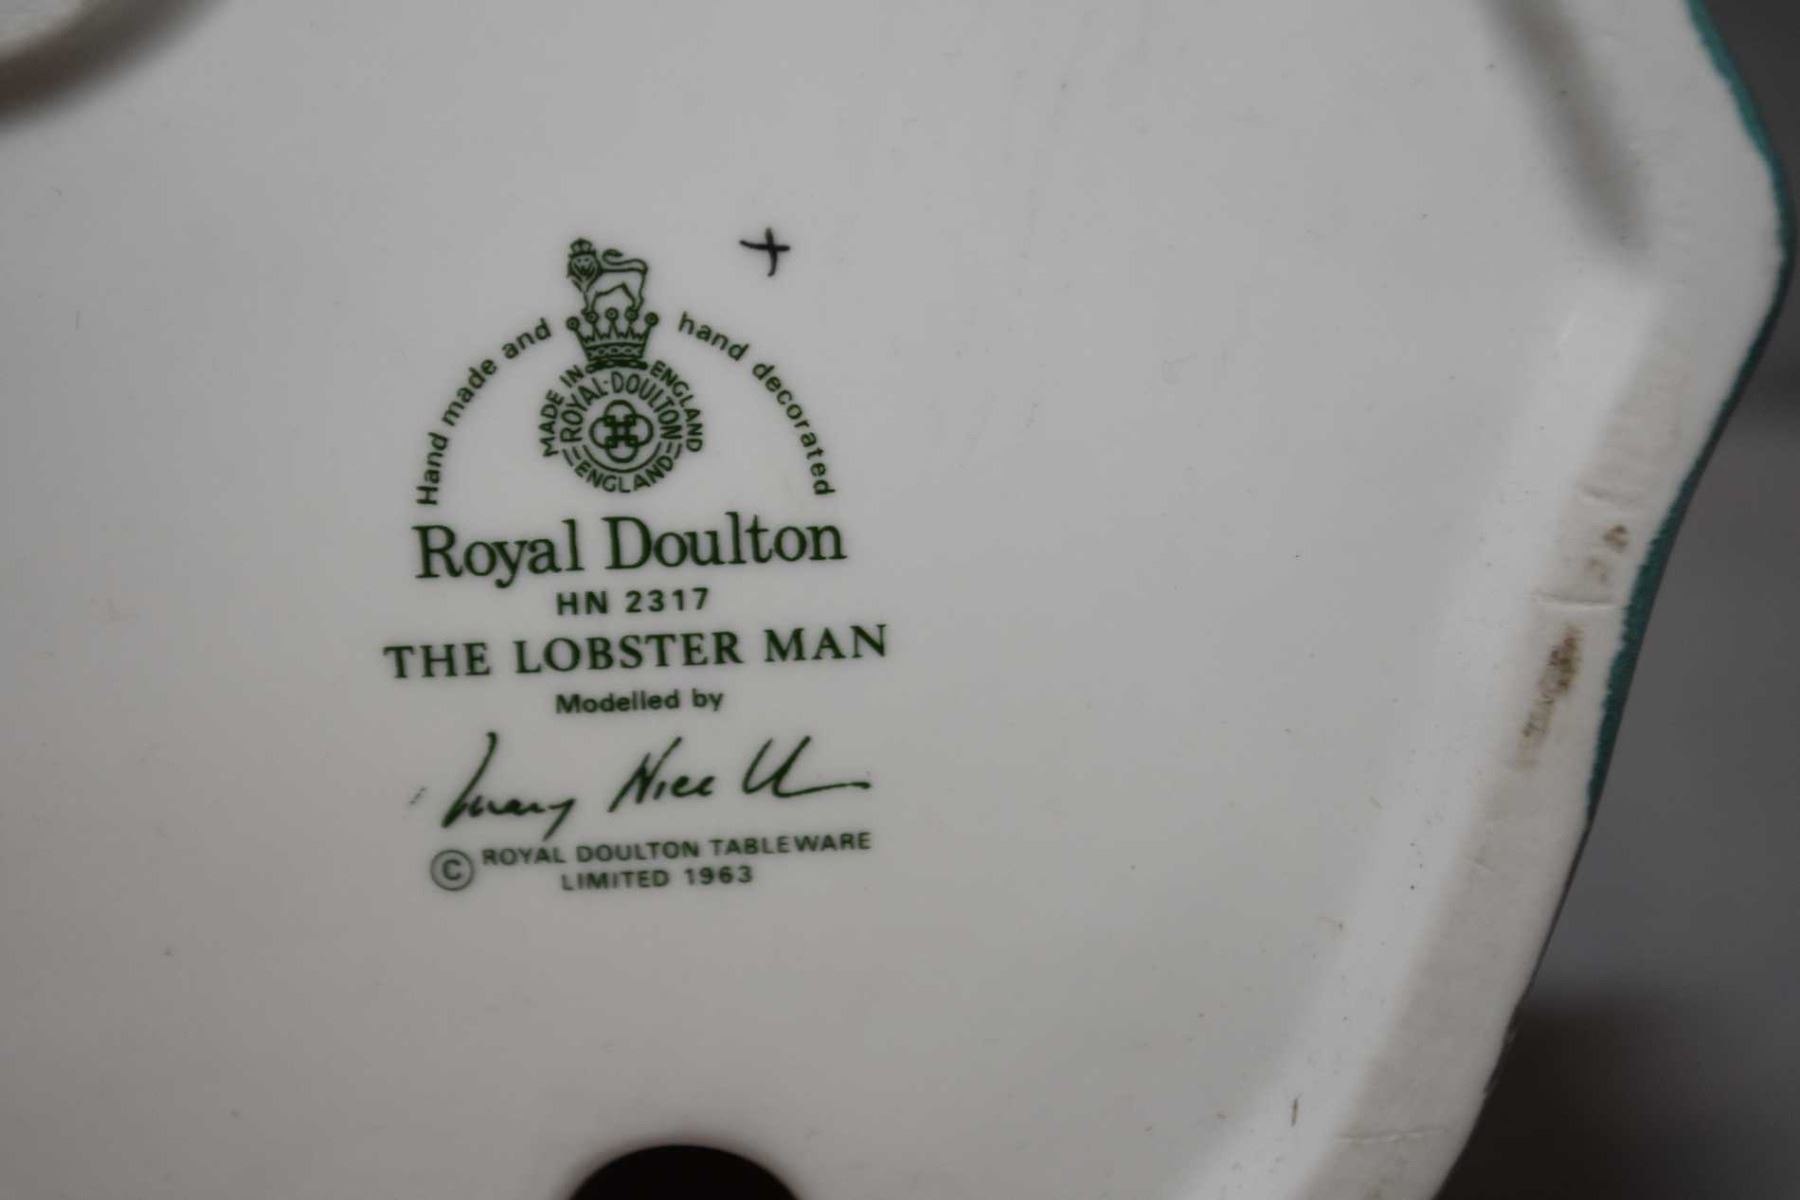 Hand made and hand decorated
MADE IN ENGLAND
ROYAL·DOULTON
ENGLAND
Royal Doulton
HN 2317
THE LOBSTER MAN
Modelled by
© ROYAL DOULTON TABLEWARE
LIMITED 1963